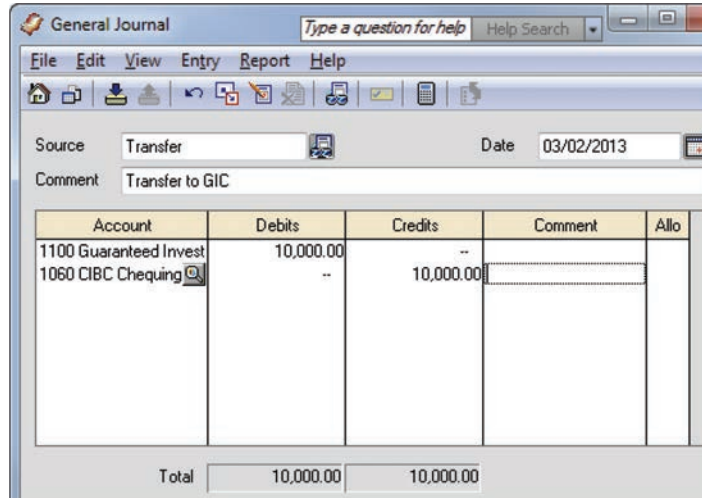 General Journal Type a question for help Help Search
File Edit View Entry Report Help
Source Transfer Date 03/02/2013
Comment Transfer to GIC
Account Debits Credits Comment Allo
1100 Guaranteed Invest 10,000.00 --
1060 CIBC Chequing -- 10,000.00
Total 10,000.00 10,000.00